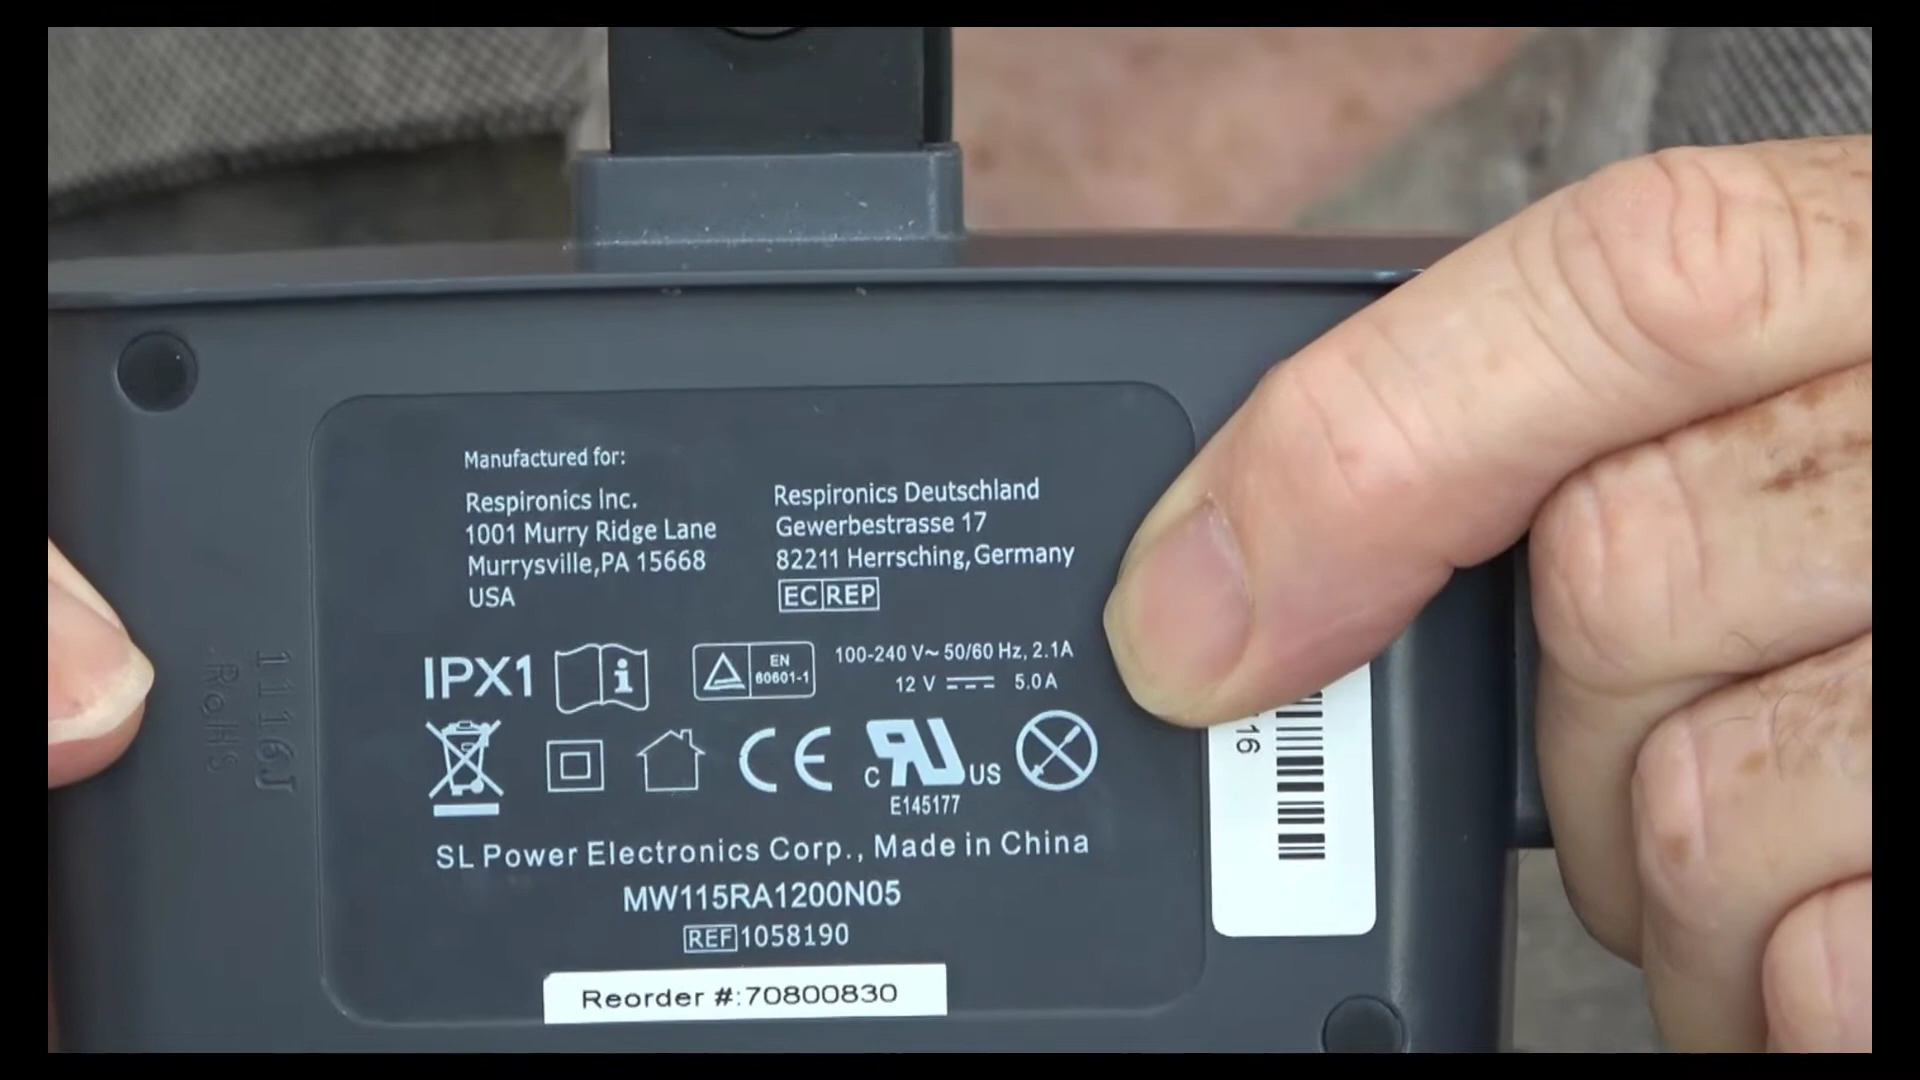 Manufactured for:
Respironics Inc.
1001 Murry Ridge Lane
Murrysville,PA 15668
USA
Respironics Deutschland
Gewerbestrasse 17
82211 Herrsching,Germany
EC REP
IPX1
i
EN
60601-1
100-240 V~ 50/60 Hz, 2.1A
12 V ⎓ 5.0A
CE
c RU US
E145177
SL Power Electronics Corp., Made in China
MW115RA1200N05
REF 1058190
Reorder #:70800830
16
1116J
RoHS